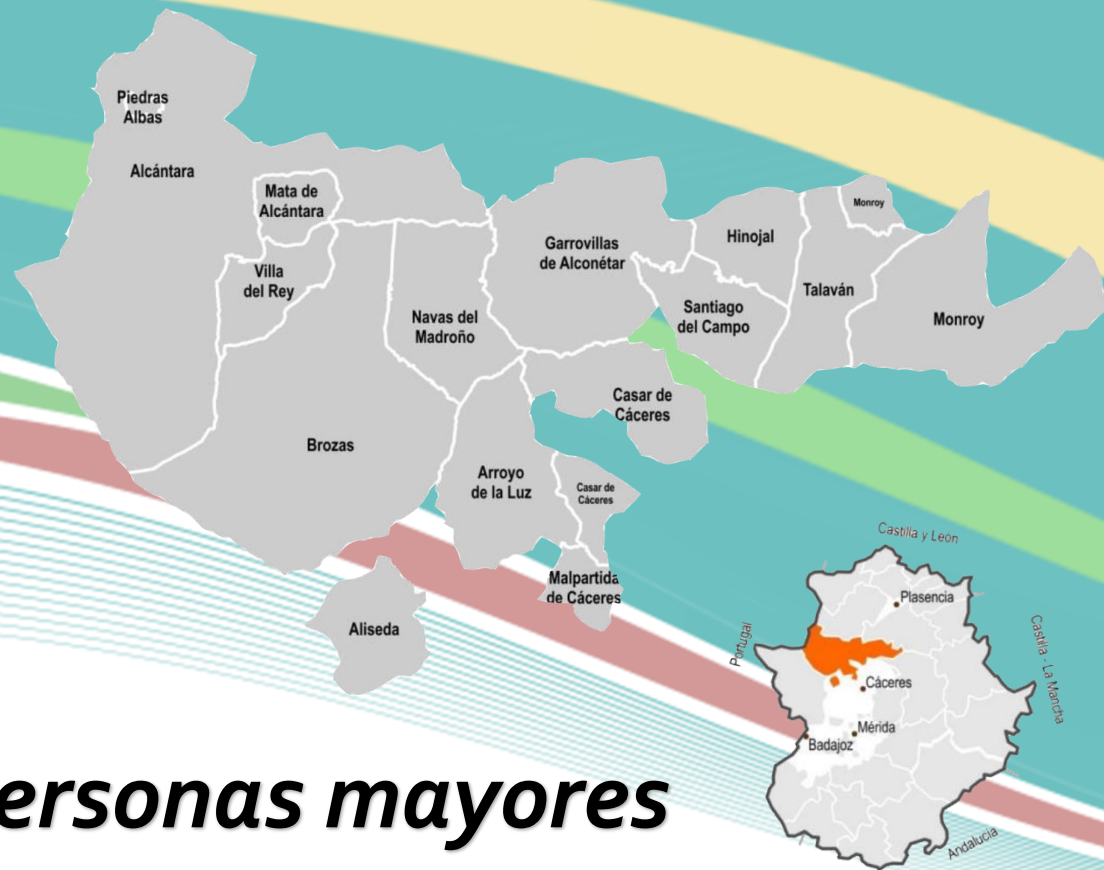 Piedras
Albas
Alcántara
Mata de
Alcántara
Villa
del Rey
Brozas
Navas del
Madroño
Garrovillas
de Alconétar
Hinojal
Monroy
Santiago
del Campo
Talaván
Monroy
Casar de
Cáceres
Arroyo
de la Luz
Casar de
Cáceres
Malpartida
de Cáceres
Aliseda
ersonas mayores
Castilla y León
Plasencia
Portugal
Castilla - La Mancha
Cáceres
Mérida
Badajoz
Andalucía